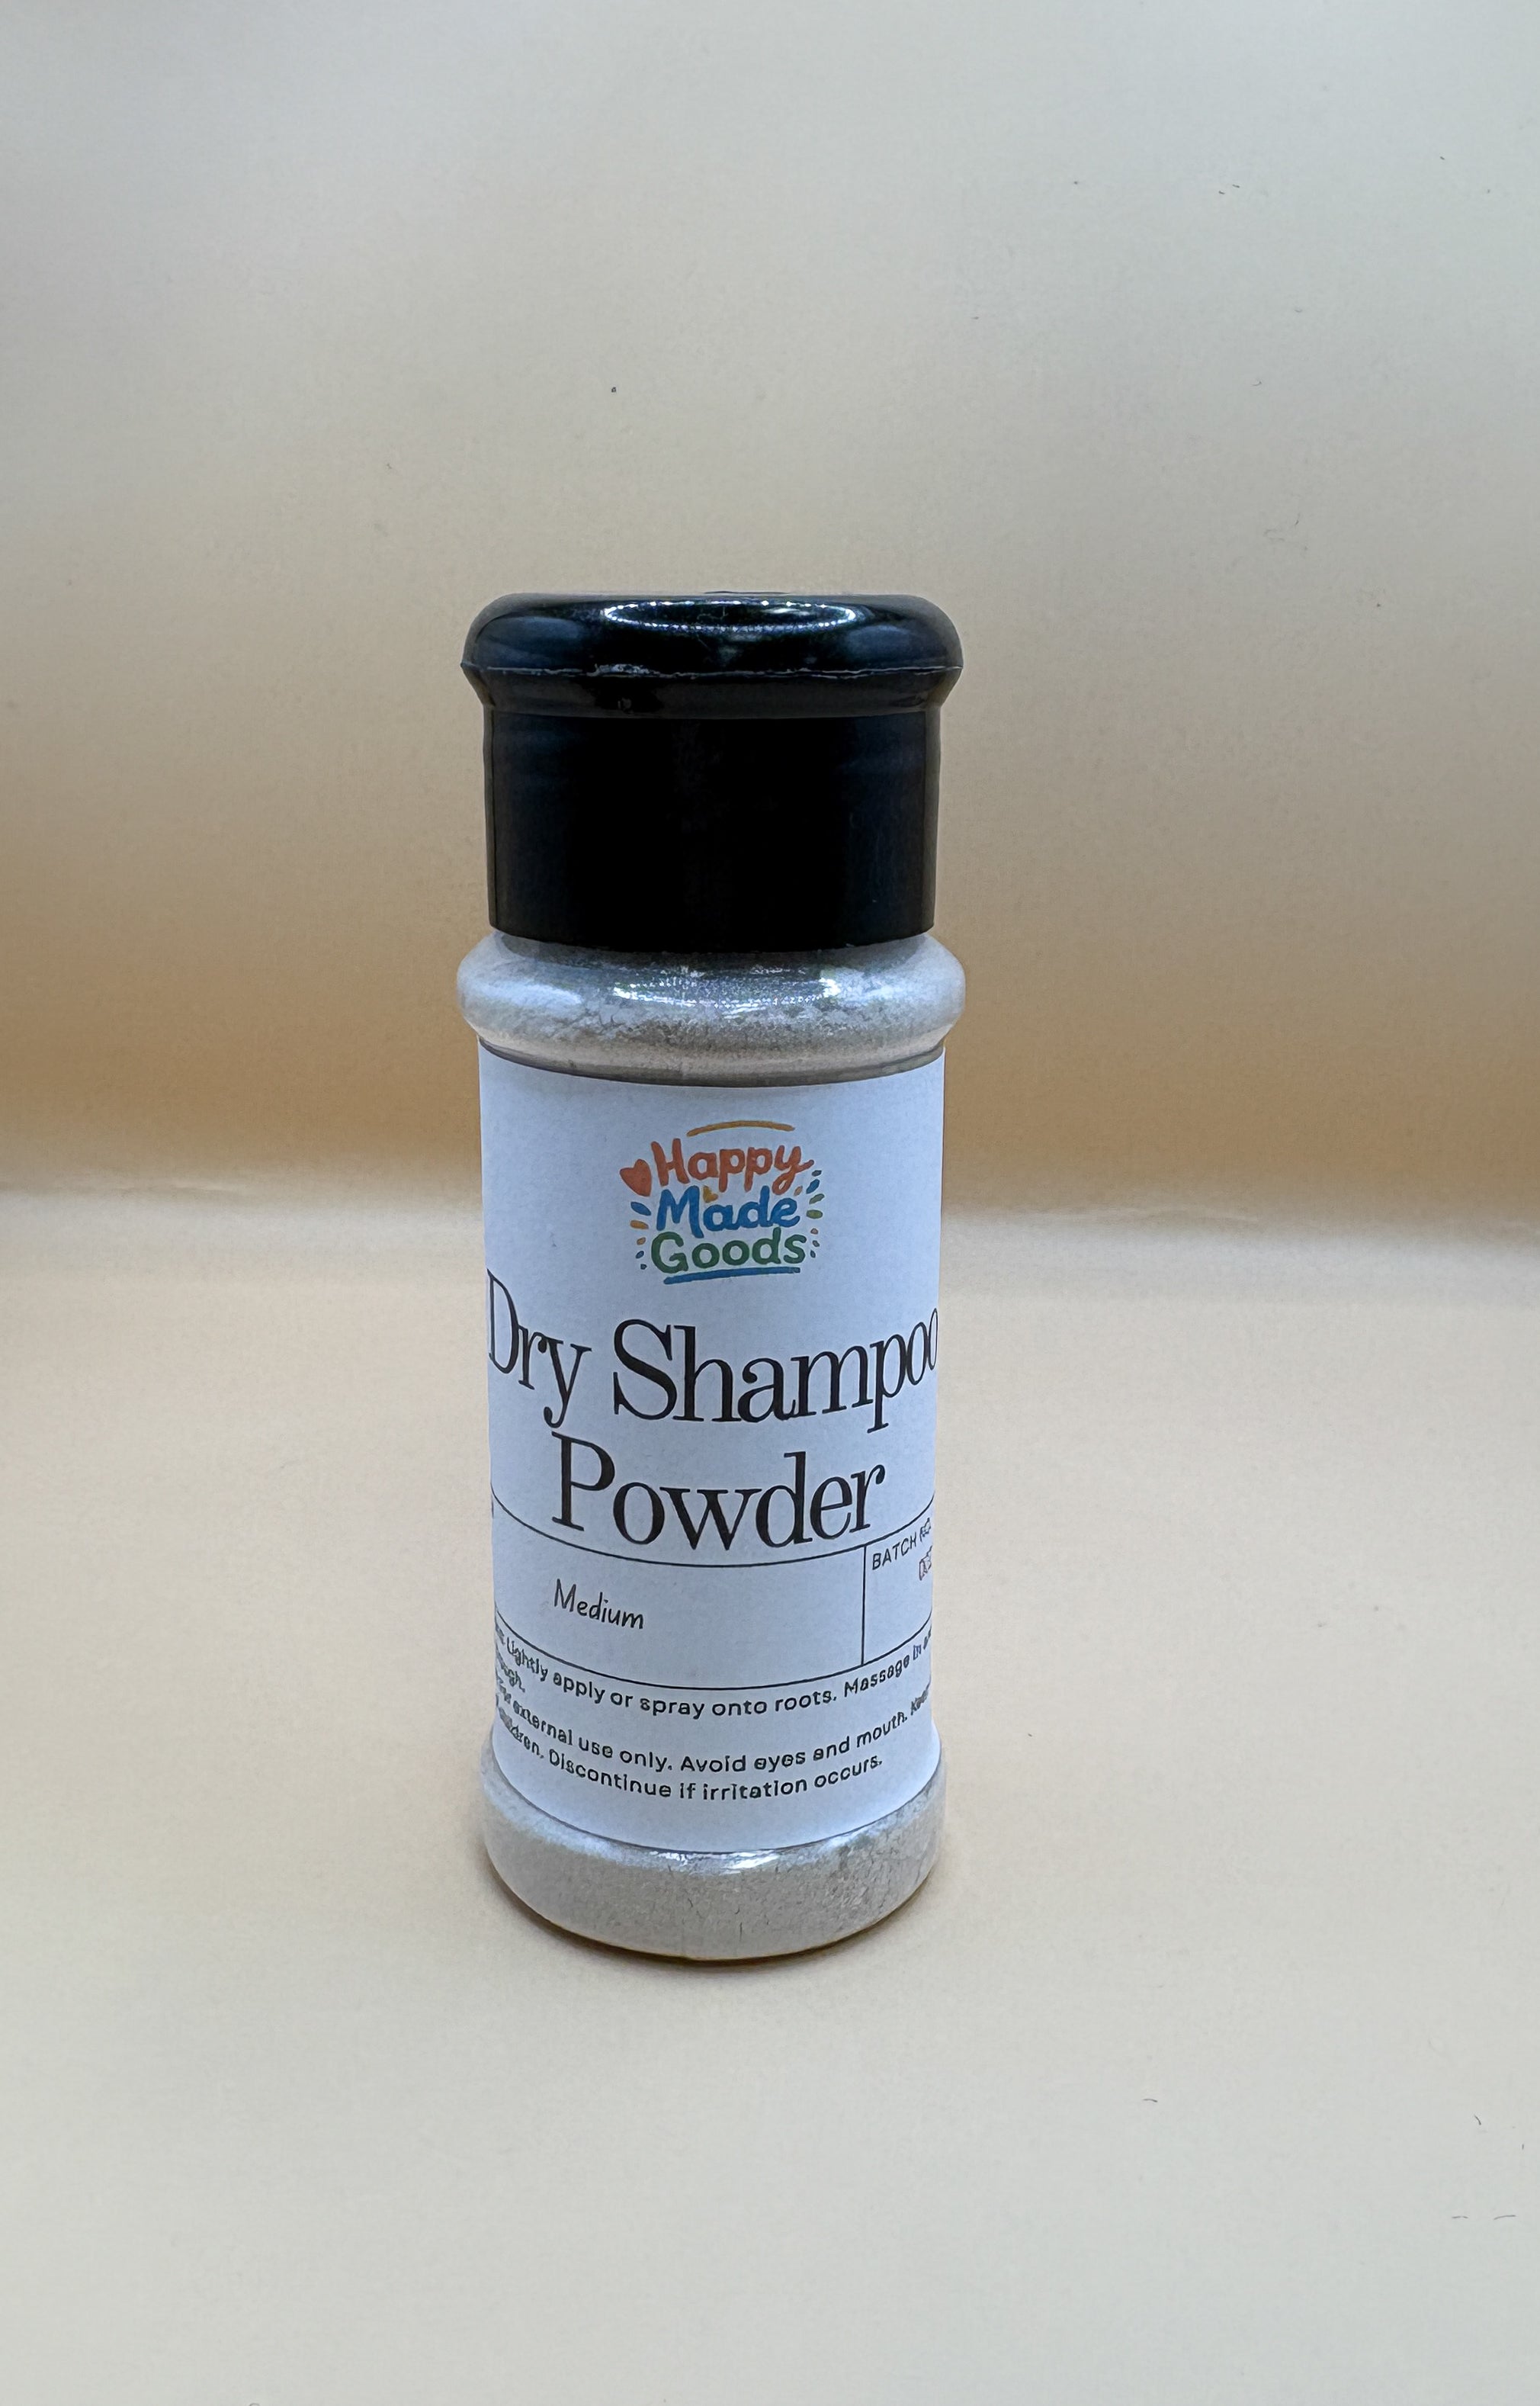 Happy
Made
Goods
Dry Shampoo
Powder
Medium
BATCH
Lightly apply or spray onto roots. Massage in
external use only. Avoid eyes and mouth.
Discontinue if irritation occurs.